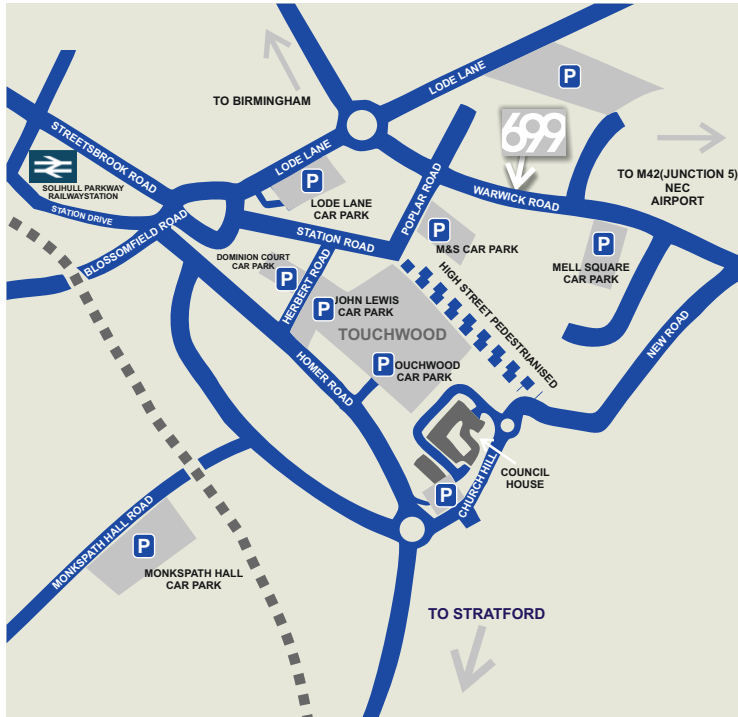 LODE LANE
P
TO BIRMINGHAM
699
STREETSBROOK ROAD
LODE LANE
TO M42(JUNCTION 5)
NEC
AIRPORT
SOLIHULL PARKWAY
RAILWAYSTATION
P
WARWICK ROAD
POPLAR ROAD
LODE LANE
CAR PARK
STATION DRIVE
BLOSSOMFIELD ROAD
STATION ROAD
P
M&S CAR PARK
P
MELL SQUARE
CAR PARK
DOMINION COURT
CAR PARK
P
HERBERT ROAD
HIGH STREET PEDESTRIANISED
P
JOHN LEWIS
CAR PARK
TOUCHWOOD
NEW ROAD
HOMER ROAD
P
OUCHWOOD
CAR PARK
COUNCIL
HOUSE
P
CHURCH HILL
MONKSPATH HALL ROAD
P
MONKSPATH HALL
CAR PARK
TO STRATFORD